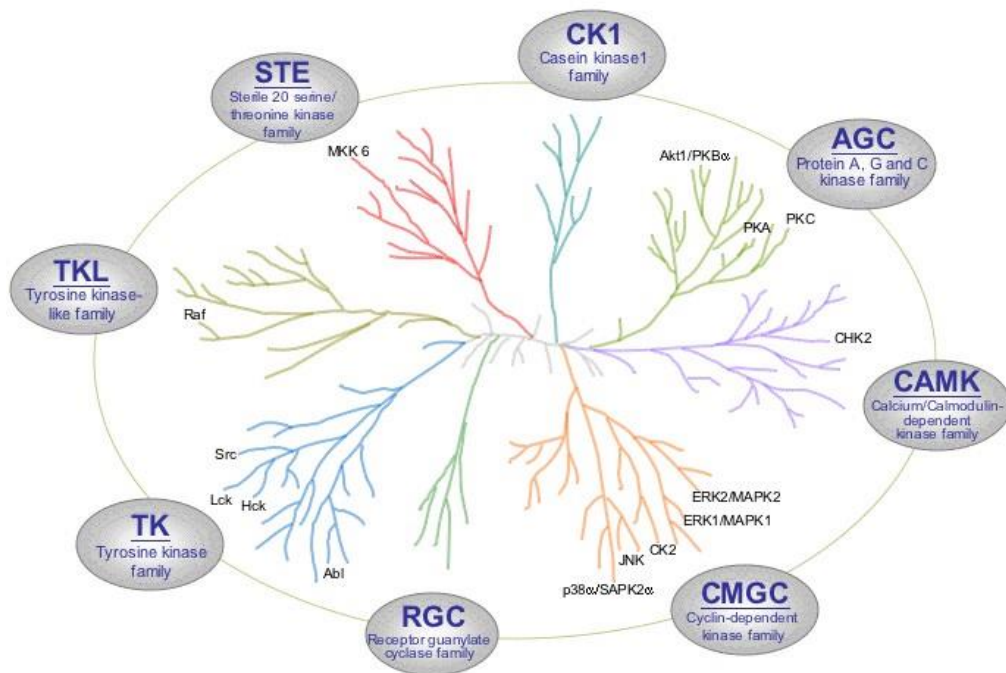 CK1
Casein kinase1
family
STE
Sterile 20 serine/
threonine kinase
family
AGC
Protein A, G and C
kinase family
MKK 6
Akt1/PKBα
PKA
PKC
TKL
Tyrosine kinase-
like family
Raf
CHK2
CAMK
Calcium/Calmodulin-
dependent
kinase family
Src
Lck
Hck
Abl
ERK2/MAPK2
ERK1/MAPK1
CK2
JNK
p38α/SAPK2α
TK
Tyrosine kinase
family
RGC
Receptor guanylate
cyclase family
CMGC
Cyclin-dependent
kinase family